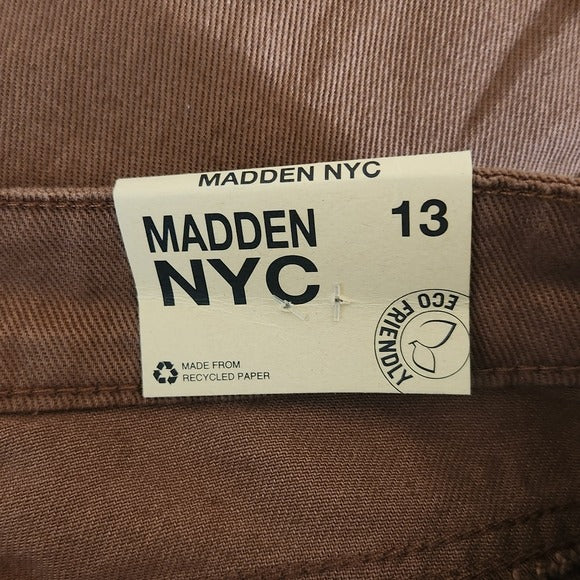 MADDEN NYC
MADDEN 13
NYC
ECO FRIENDLY
MADE FROM
RECYCLED PAPER